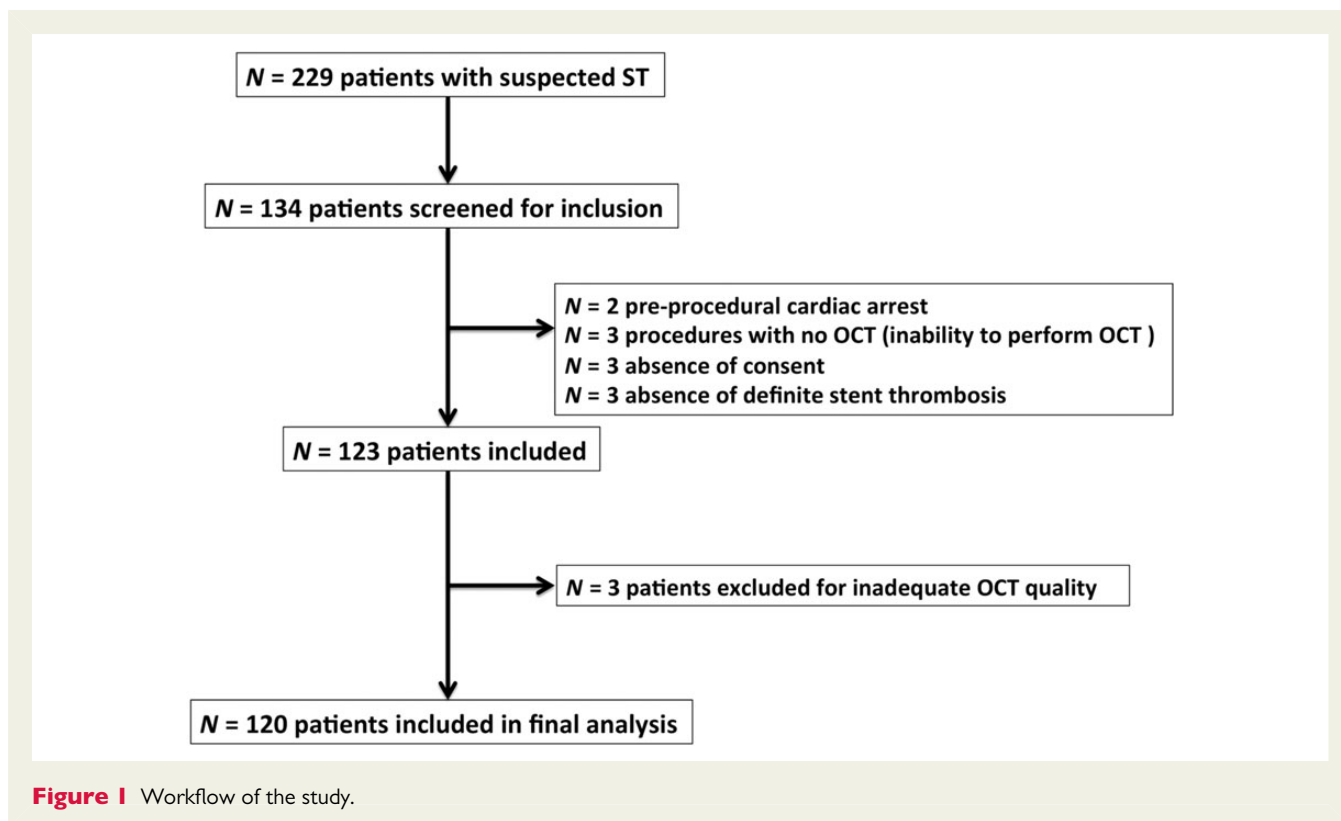 N = 229 patients with suspected ST
N = 134 patients screened for inclusion
N = 2 pre-procedural cardiac arrest
N = 3 procedures with no OCT (inability to perform OCT )
N = 3 absence of consent
N = 3 absence of definite stent thrombosis
N = 123 patients included
N = 3 patients excluded for inadequate OCT quality
N = 120 patients included in final analysis
Figure 1 Workflow of the study.